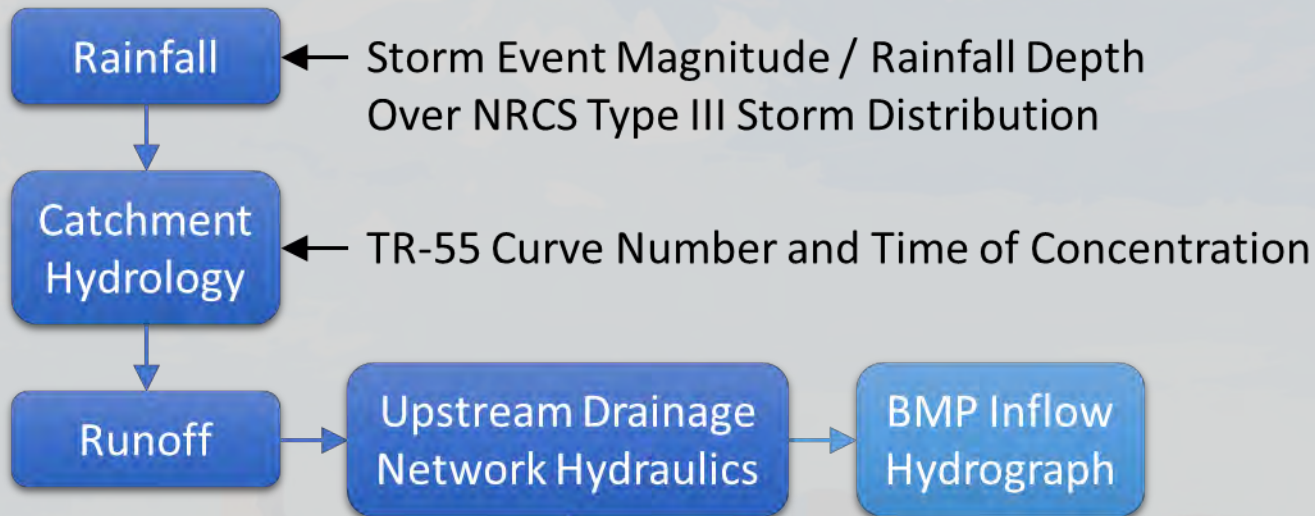 Rainfall
Storm Event Magnitude / Rainfall Depth
Over NRCS Type III Storm Distribution
Catchment
Hydrology
TR-55 Curve Number and Time of Concentration
Runoff
Upstream Drainage
Network Hydraulics
BMP Inflow
Hydrograph